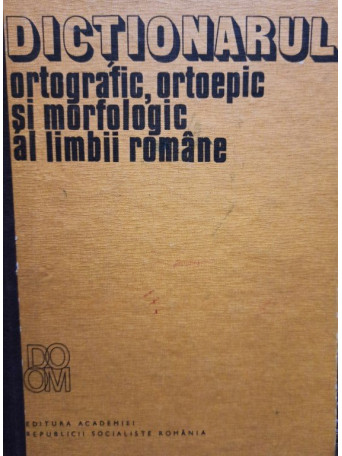 DICȚIONARUL
ortografic, ortoepic
și morfologic
al limbii române
DO
OM
EDITURA ACADEMIEI
REPUBLICII SOCIALISTE ROMÂNIA